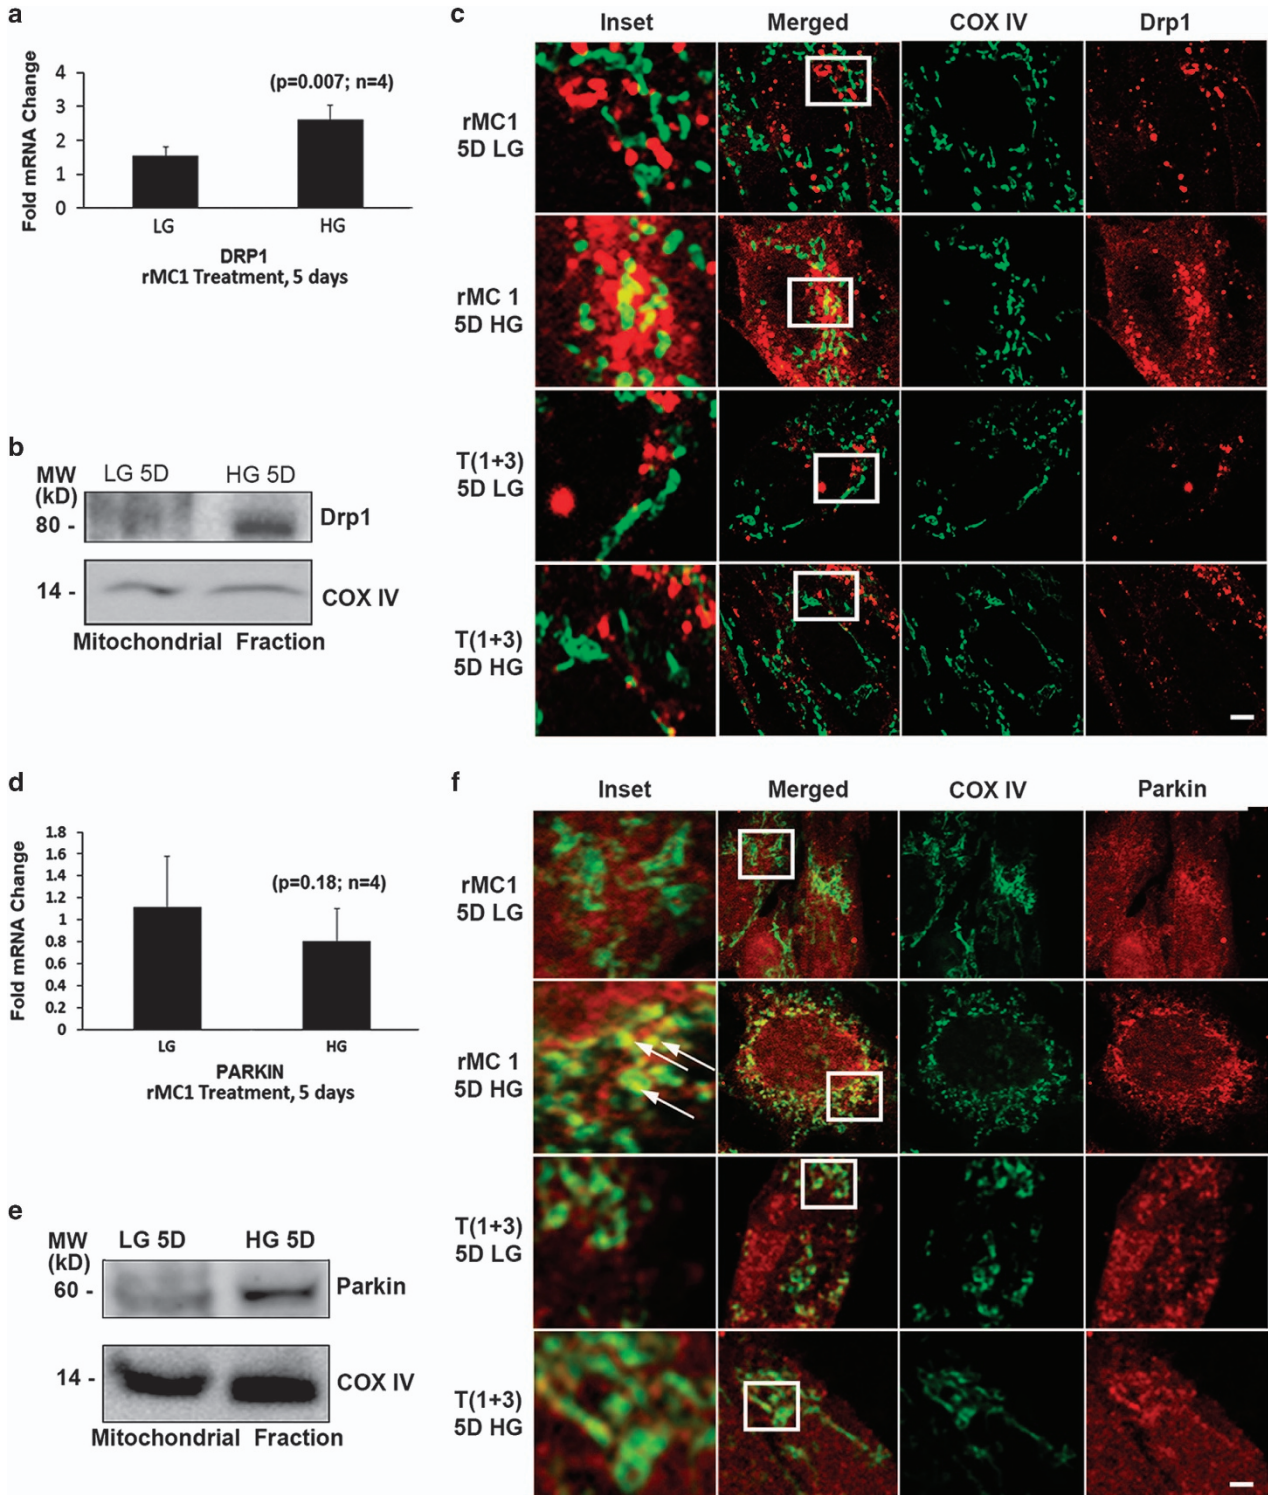 a
4
3
2
1
0
Fold mRNA Change
(p=0.007; n=4)
LG
HG
DRP1
rMC1 Treatment, 5 days
b
MW
(kD)
LG 5D
HG 5D
80 -
Drp1
14 -
COX IV
Mitochondrial Fraction
c
Inset
Merged
COX IV
Drp1
rMC1
5D LG
rMC 1
5D HG
T(1+3)
5D LG
T(1+3)
5D HG
d
1.8
1.6
1.4
1.2
1
0.8
0.6
0.4
0.2
0
Fold mRNA Change
(p=0.18; n=4)
LG
HG
PARKIN
rMC1 Treatment, 5 days
e
MW
(kD)
LG 5D
HG 5D
60 -
Parkin
14 -
COX IV
Mitochondrial Fraction
f
Inset
Merged
COX IV
Parkin
rMC1
5D LG
rMC 1
5D HG
T(1+3)
5D LG
T(1+3)
5D HG